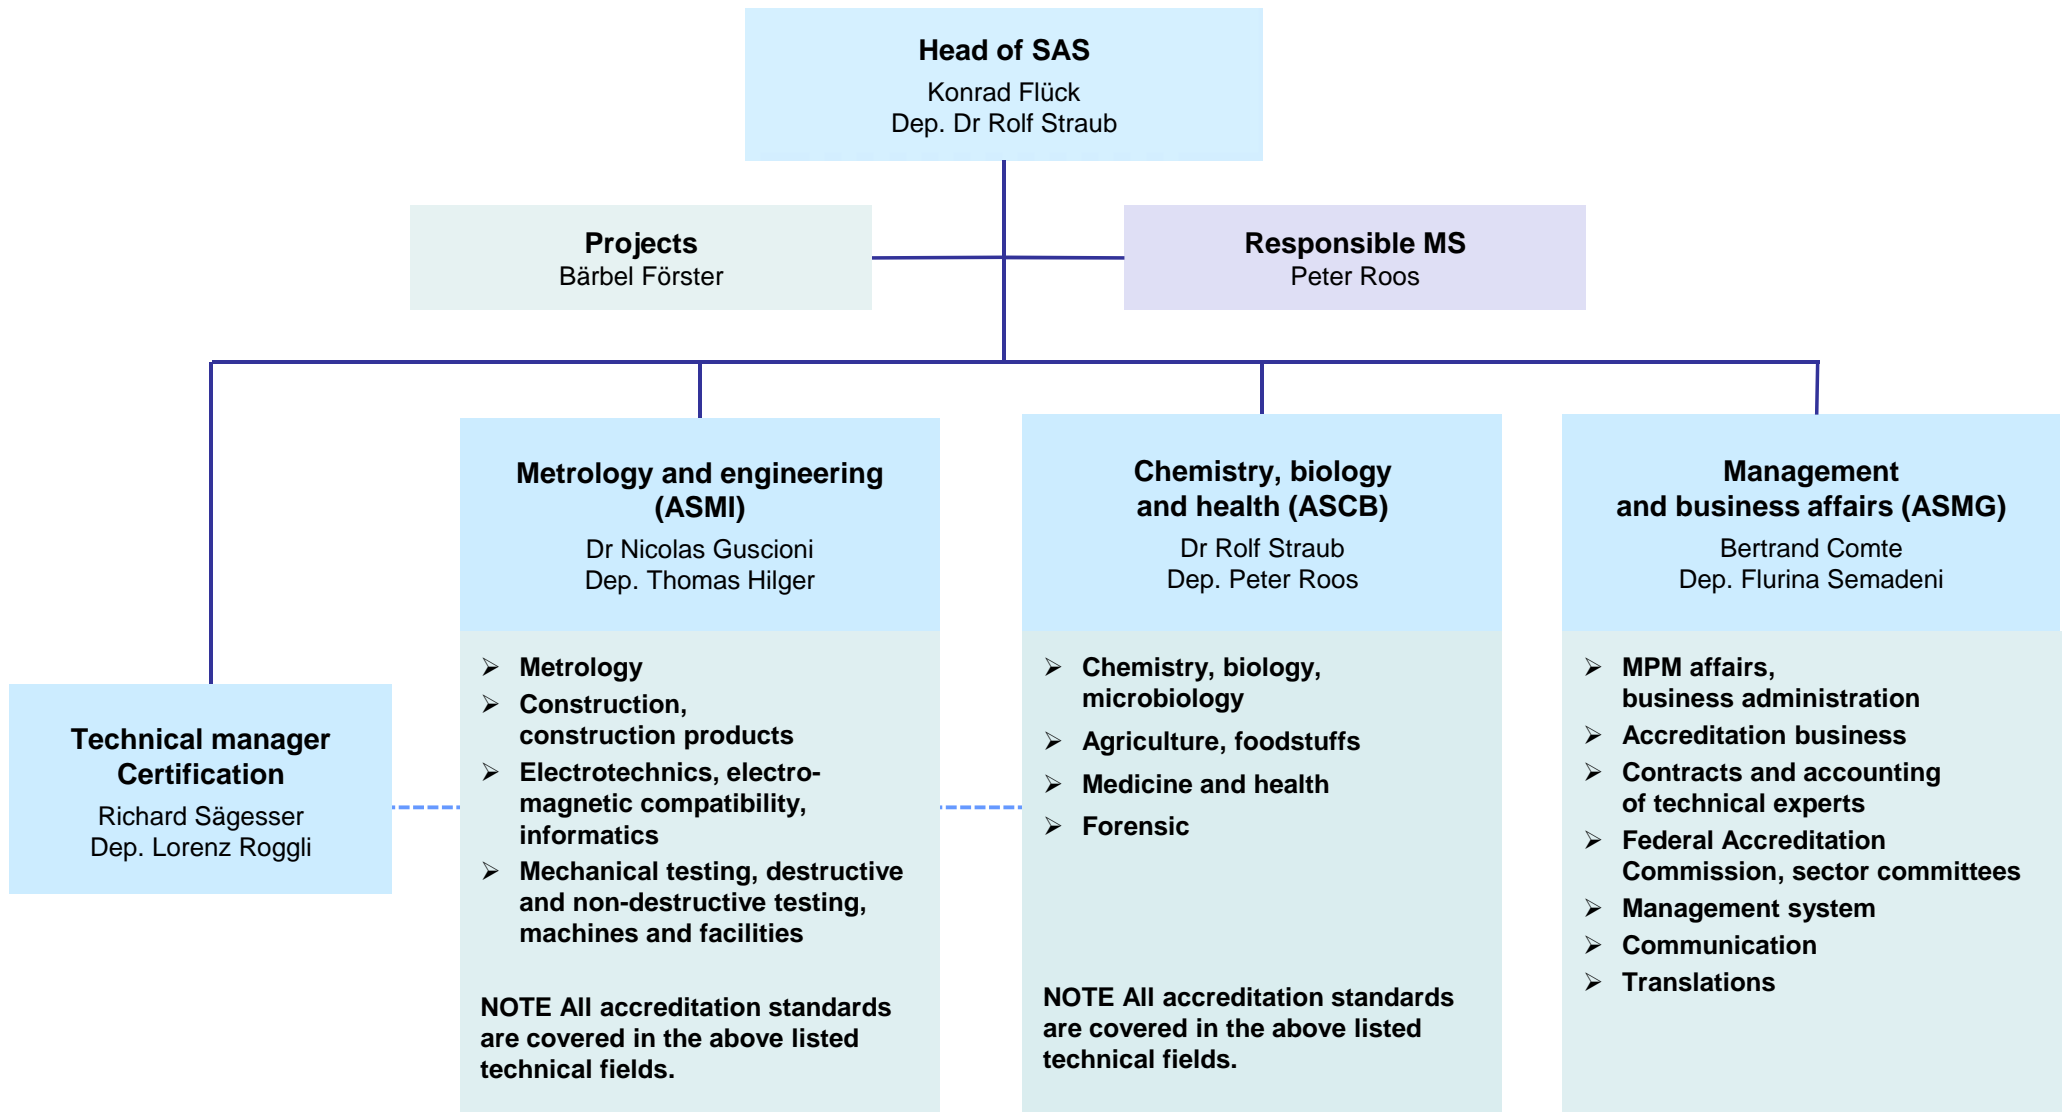 Head of SAS
Konrad Flück
Dep. Dr Rolf Straub
Projects
Bärbel Förster
Responsible MS
Peter Roos
Technical manager
Certification
Richard Sägesser
Dep. Lorenz Roggli
Metrology and engineering
(ASMI)
Dr Nicolas Guscioni
Dep. Thomas Hilger
➢ Metrology
➢ Construction,
construction products
➢ Electrotechnics, electro-
magnetic compatibility,
informatics
➢ Mechanical testing, destructive
and non-destructive testing,
machines and facilities
NOTE All accreditation standards
are covered in the above listed
technical fields.
Chemistry, biology
and health (ASCB)
Dr Rolf Straub
Dep. Peter Roos
➢ Chemistry, biology,
microbiology
➢ Agriculture, foodstuffs
➢ Medicine and health
➢ Forensic
NOTE All accreditation standards
are covered in the above listed
technical fields.
Management
and business affairs (ASMG)
Bertrand Comte
Dep. Flurina Semadeni
➢ MPM affairs,
business administration
➢ Accreditation business
➢ Contracts and accounting
of technical experts
➢ Federal Accreditation
Commission, sector committees
➢ Management system
➢ Communication
➢ Translations